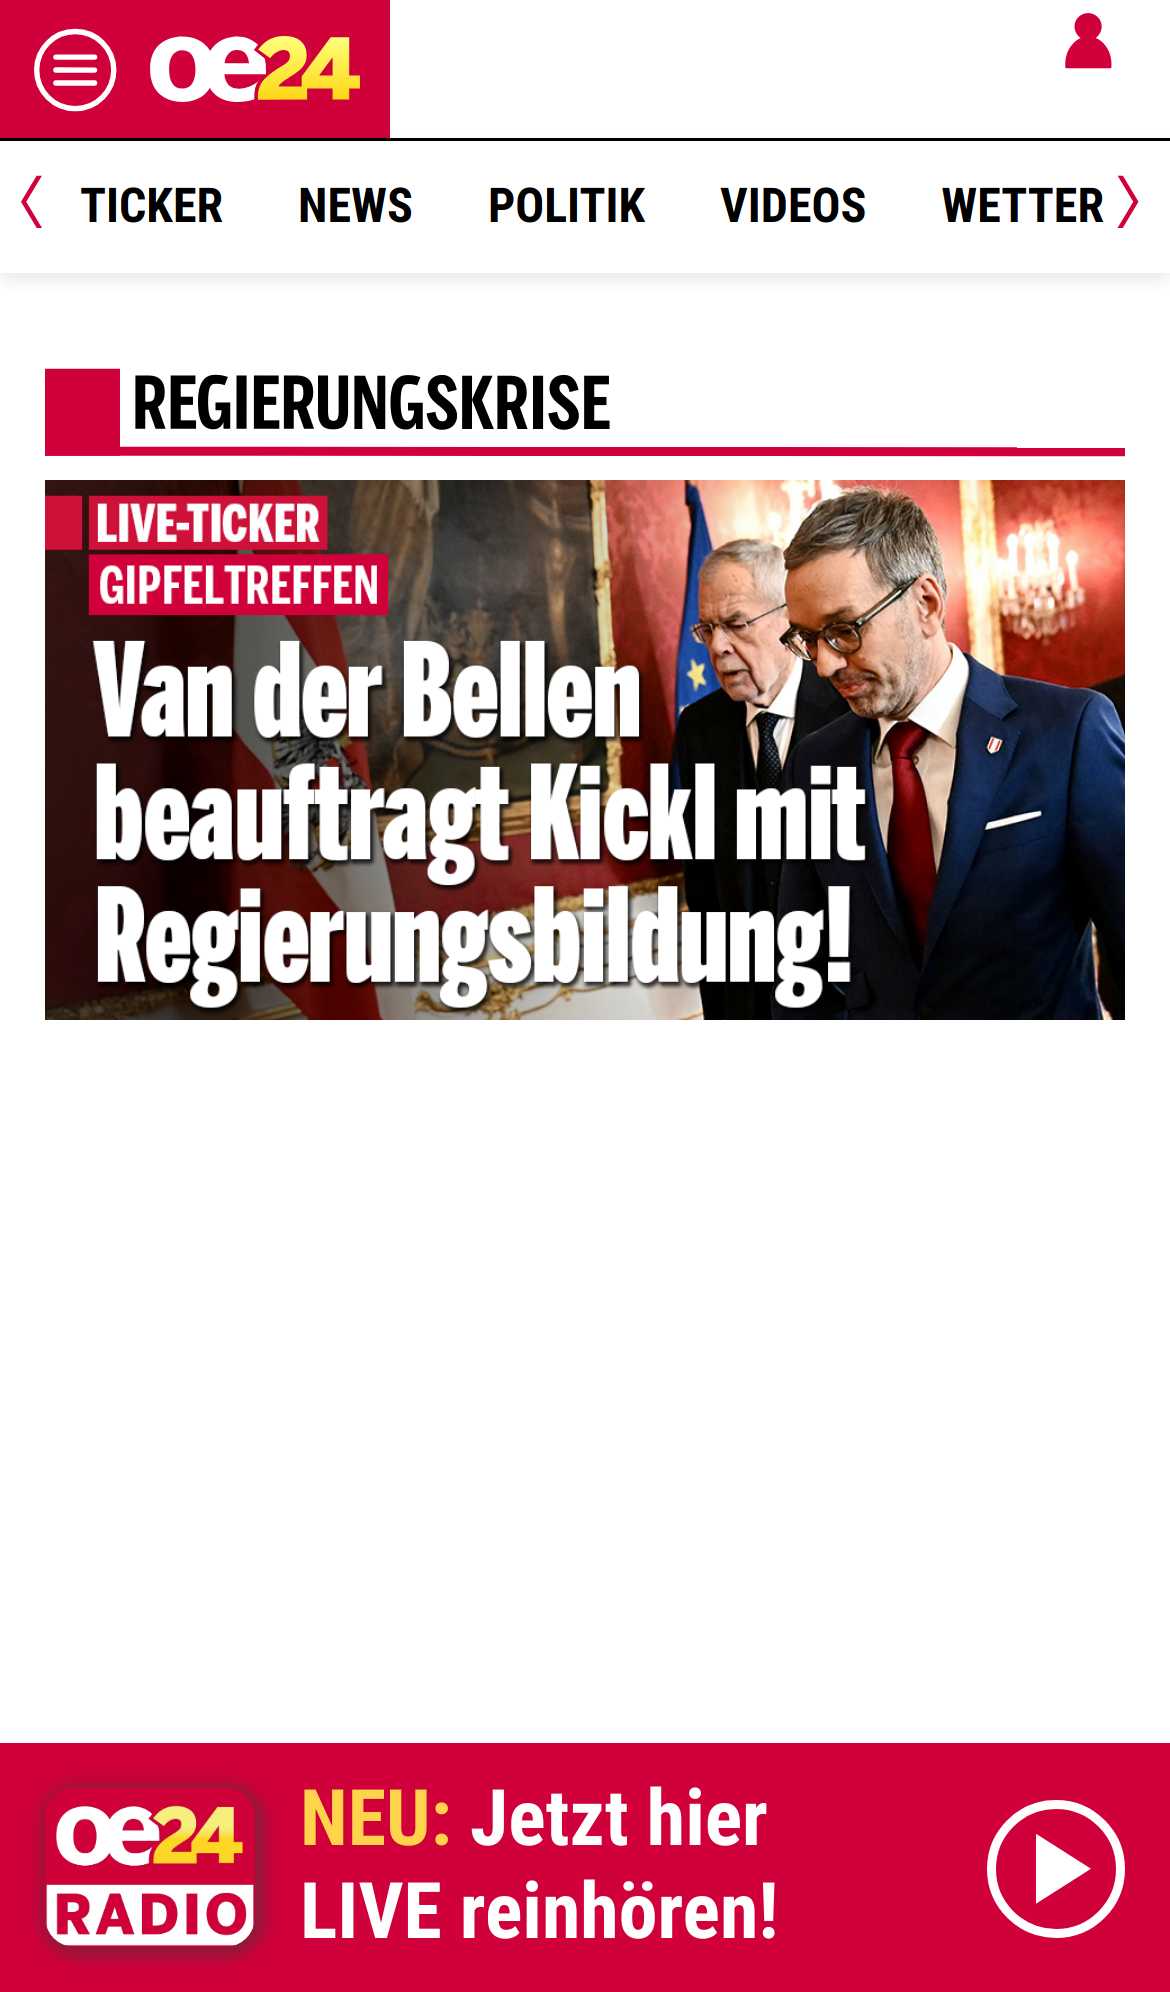 oe24
TICKER NEWS POLITIK VIDEOS WETTER
REGIERUNGSKRISE
LIVE-TICKER
GIPFELTREFFEN
Van der Bellen
beauftragt Kickl mit
Regierungsbildung!
oe24
RADIO
NEU: Jetzt hier
LIVE reinhören!